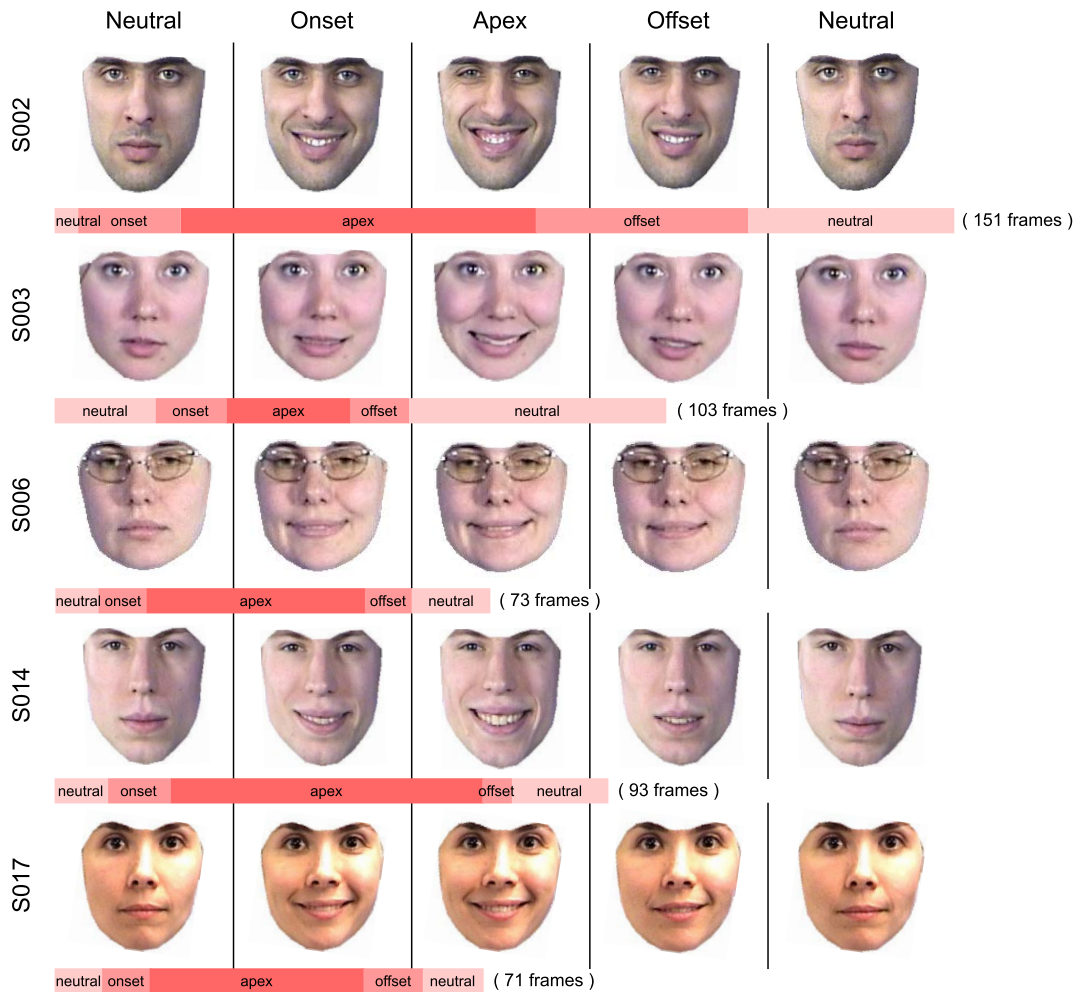 Neutral Onset Apex Offset Neutral
S002
neutral onset apex offset neutral ( 151 frames )
S003
neutral onset apex offset neutral ( 103 frames )
S006
neutral onset apex offset neutral ( 73 frames )
S014
neutral onset apex offset neutral ( 93 frames )
S017
neutral onset apex offset neutral ( 71 frames )